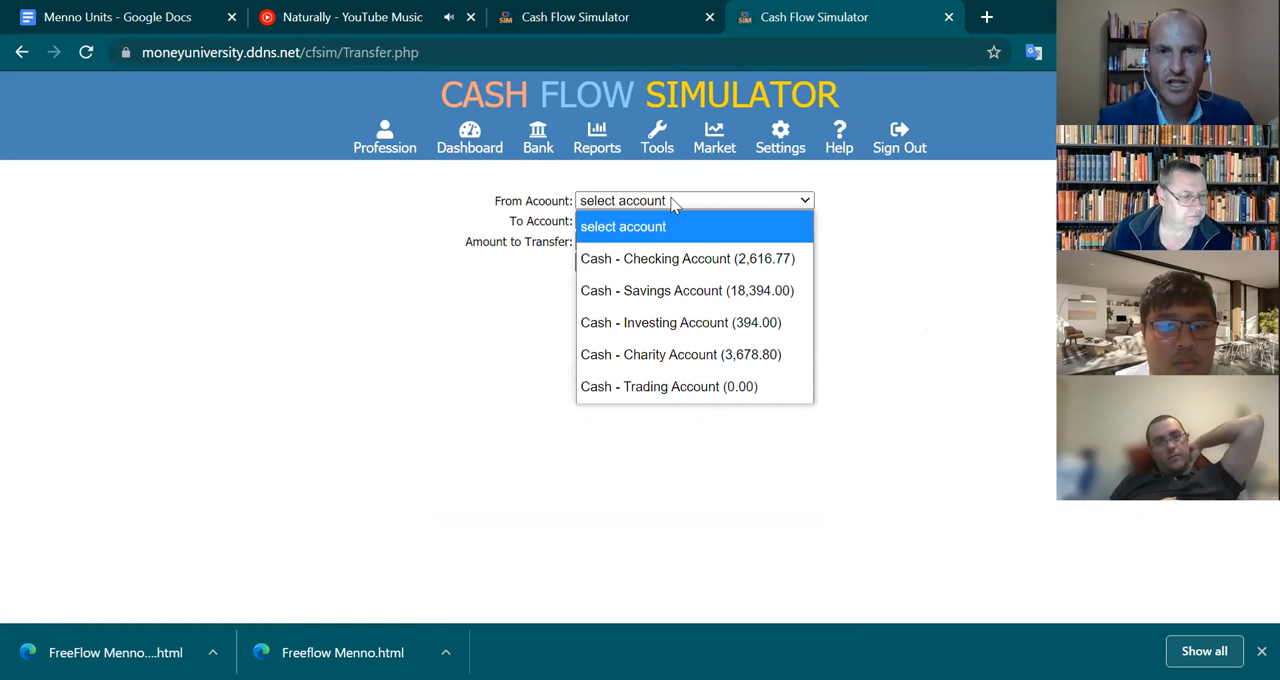 Menno Units - Google Docs
Naturally - YouTube Music
Cash Flow Simulator
Cash Flow Simulator
moneyuniversity.ddns.net/cfsim/Transfer.php
CASH FLOW SIMULATOR
Profession Dashboard Bank Reports Tools Market Settings Help Sign Out
From Account: select account
To Account:
Amount to Transfer:
select account
Cash - Checking Account (2,616.77)
Cash - Savings Account (18,394.00)
Cash - Investing Account (394.00)
Cash - Charity Account (3,678.80)
Cash - Trading Account (0.00)
FreeFlow Menno....html
Freeflow Menno.html
Show all